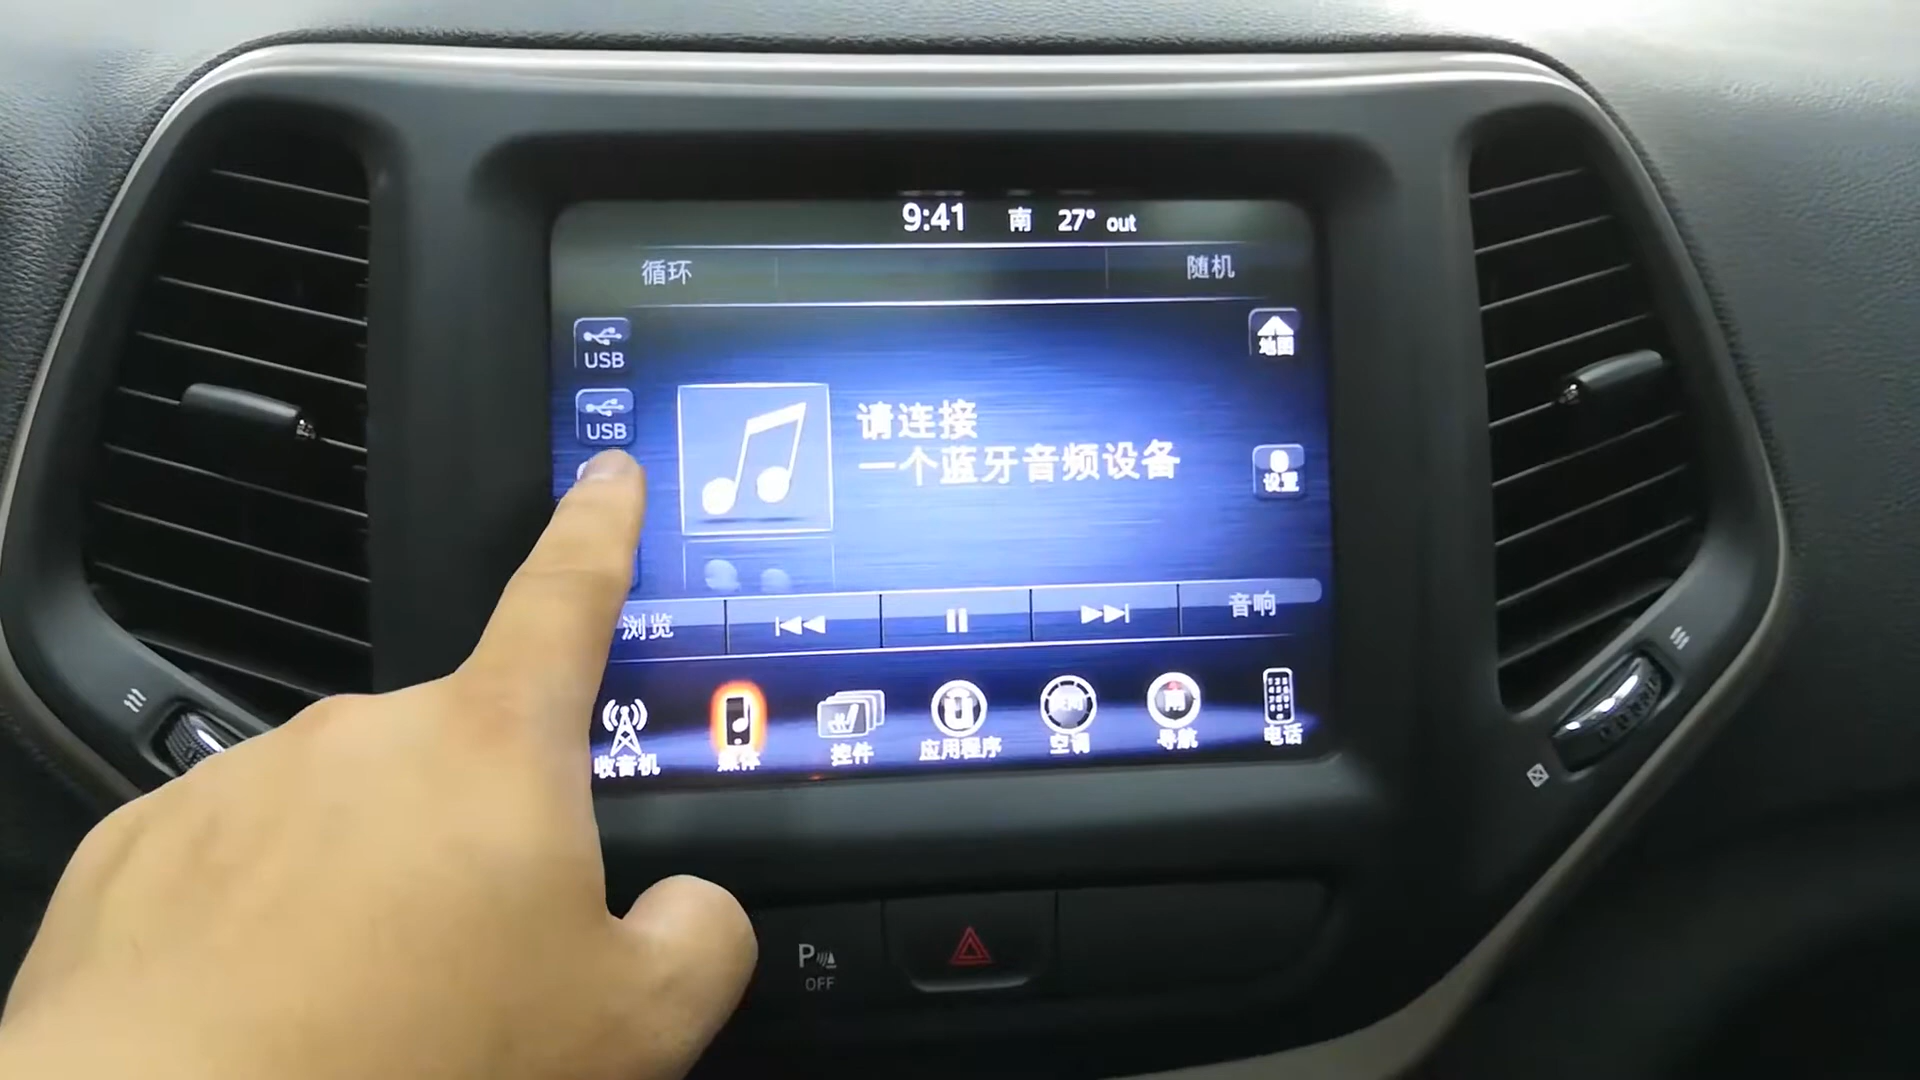 9:41 南 27° out
循环 随机
USB
地图
USB
请连接
一个蓝牙音频设备
设置
浏览 音响
收音机 媒体 控件 应用程序 空调 导航 电话
南
P
OFF